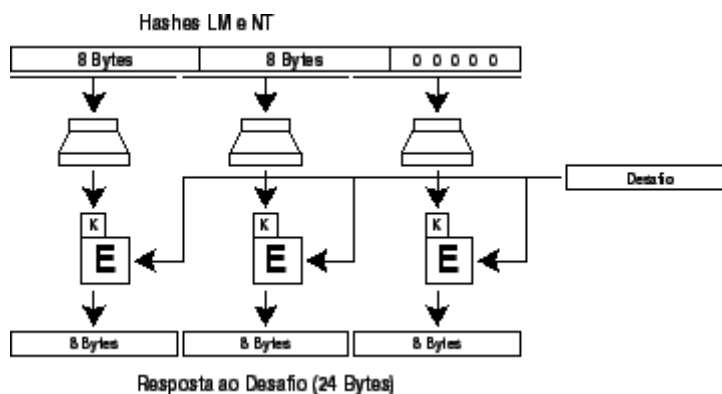 Hashes LM e NT
8 Bytes 8 Bytes 0 0 0 0 0
Desafio
K K K
E E E
8 Bytes 8 Bytes 8 Bytes
Resposta ao Desafio (24 Bytes)